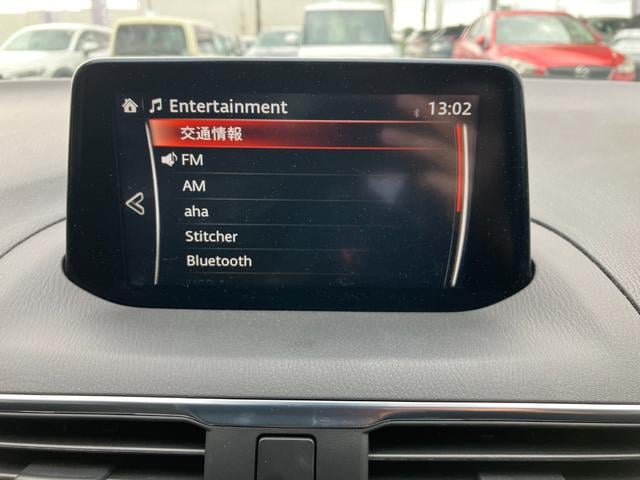 Entertainment 13:02
交通情報
FM
AM
aha
Stitcher
Bluetooth